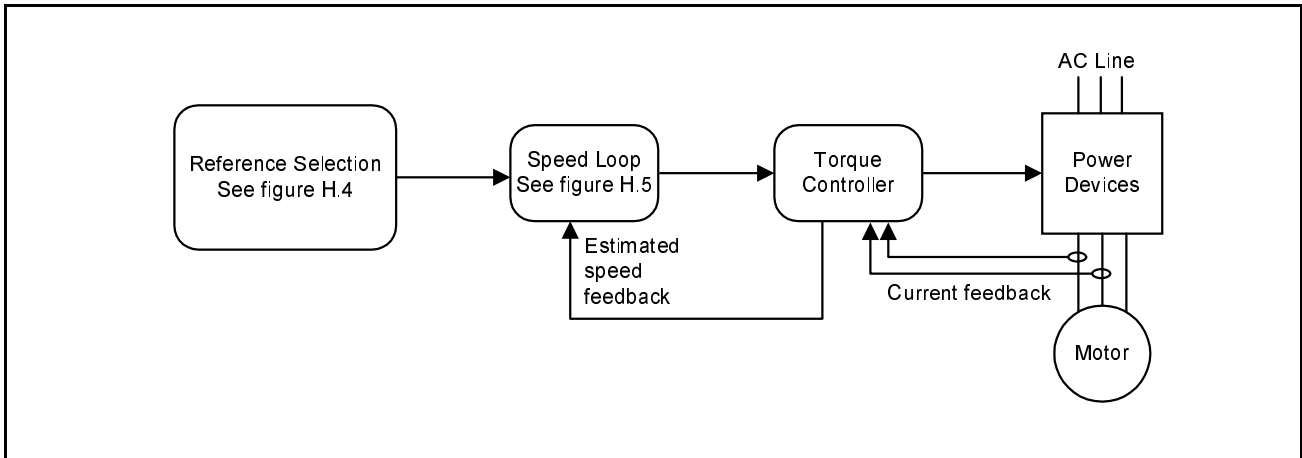 AC Line
Reference Selection
See figure H.4
Speed Loop
See figure H.5
Torque
Controller
Power
Devices
Estimated
speed
feedback
Current feedback
Motor